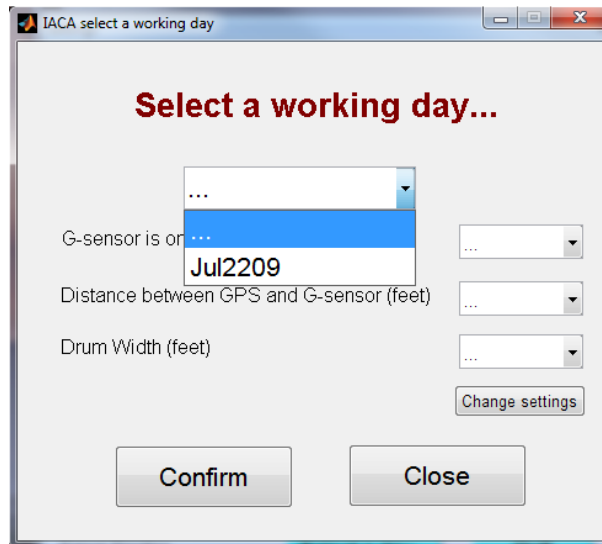 IACA select a working day
Select a working day...
...
...
Jul2209
G-sensor is on
...
Distance between GPS and G-sensor (feet)
...
Drum Width (feet)
...
Change settings
Confirm
Close